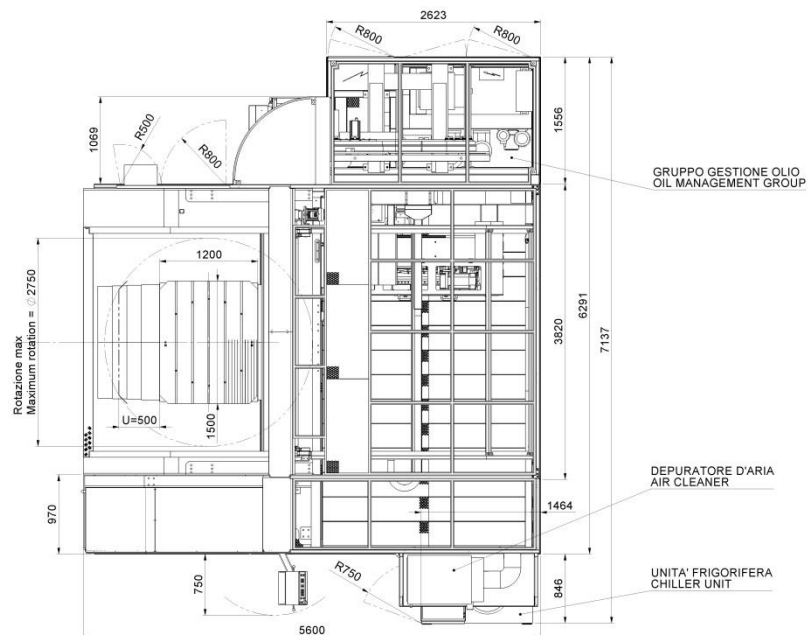 2623
R800
R800
1069
R500
R800
1556
GRUPPO GESTIONE OLIO
OIL MANAGEMENT GROUP
1200
Rotazione max
Maximum rotation = ∅2750
3820
6291
7137
U=500
1500
DEPURATORE D'ARIA
AIR CLEANER
1464
970
750
R750
846
UNITA' FRIGORIFERA
CHILLER UNIT
5600